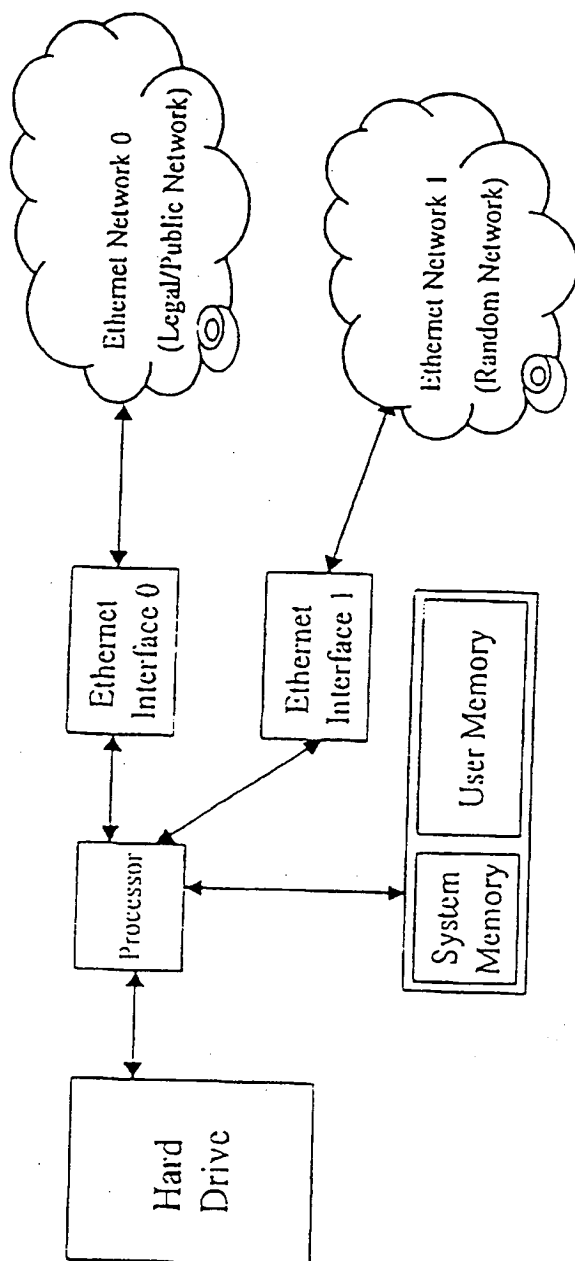 Hard
Drive
Processor
Ethernet
Interface 0
Ethernet
Interface 1
System
Memory
User Memory
Ethernet Network 0
(Legal/Public Network)
Ethernet Network 1
(Random Network)